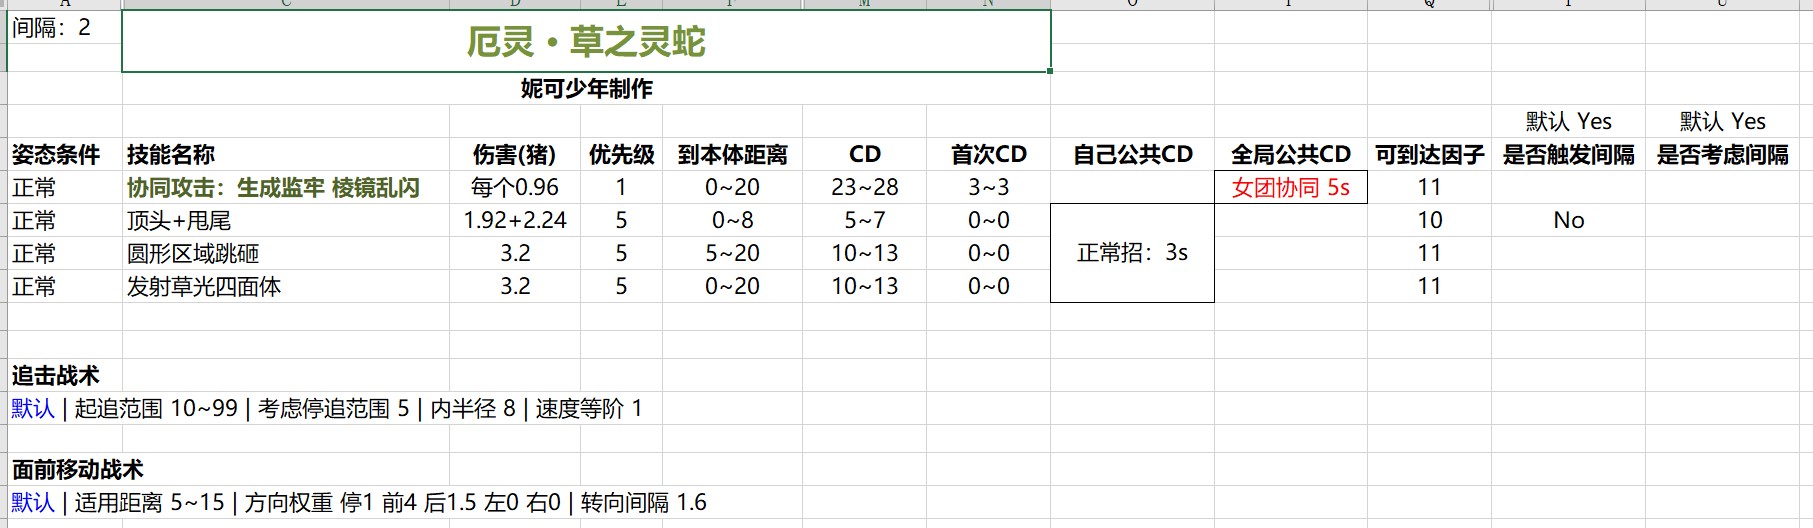 A C D E F M N O P Q T U
间隔：2
厄灵·草之灵蛇
妮可少年制作
默认 Yes 默认 Yes
姿态条件 技能名称 伤害(猪) 优先级 到本体距离 CD 首次CD 自己公共CD 全局公共CD 可到达因子 是否触发间隔 是否考虑间隔
正常 协同攻击：生成监牢 棱镜乱闪 每个0.96 1 0~20 23~28 3~3 女团协同 5s 11
正常 顶头+甩尾 1.92+2.24 5 0~8 5~7 0~0 10 No
正常 圆形区域跳砸 3.2 5 5~20 10~13 0~0 正常招：3s 11
正常 发射草光四面体 3.2 5 0~20 10~13 0~0 11
追击战术
默认 | 起追范围 10~99 | 考虑停追范围 5 | 内半径 8 | 速度等阶 1
面前移动战术
默认 | 适用距离 5~15 | 方向权重 停1 前4 后1.5 左0 右0 | 转向间隔 1.6